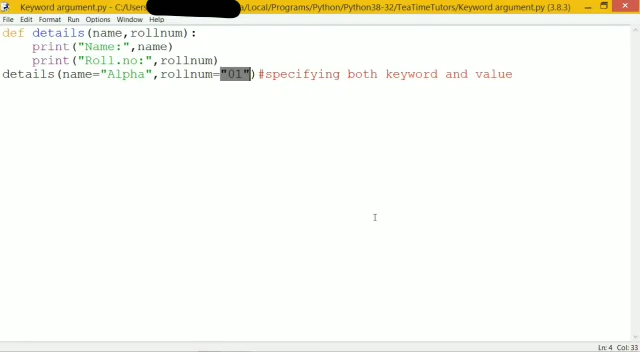 Keyword argument.py - C:/Users a/Local/Programs/Python/Python38-32/TeaTimeTutors/Keyword argument.py (3.8.3)
File Edit Format Run Options Window Help
def details(name,rollnum):
print("Name:",name)
print("Roll.no:",rollnum)
details(name="Alpha",rollnum="01")#specifying both keyword and value
Ln: 4 Col: 33